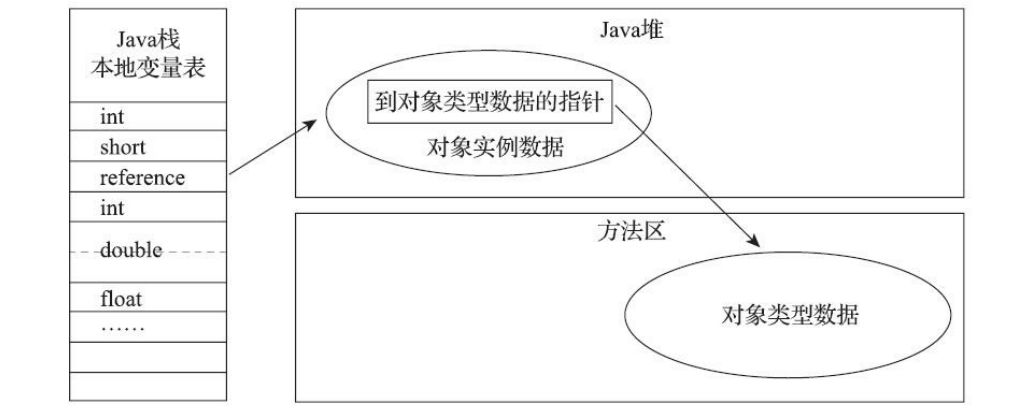 Java栈
本地变量表
int
short
reference
int
double
float
……
Java堆
到对象类型数据的指针
对象实例数据
方法区
对象类型数据